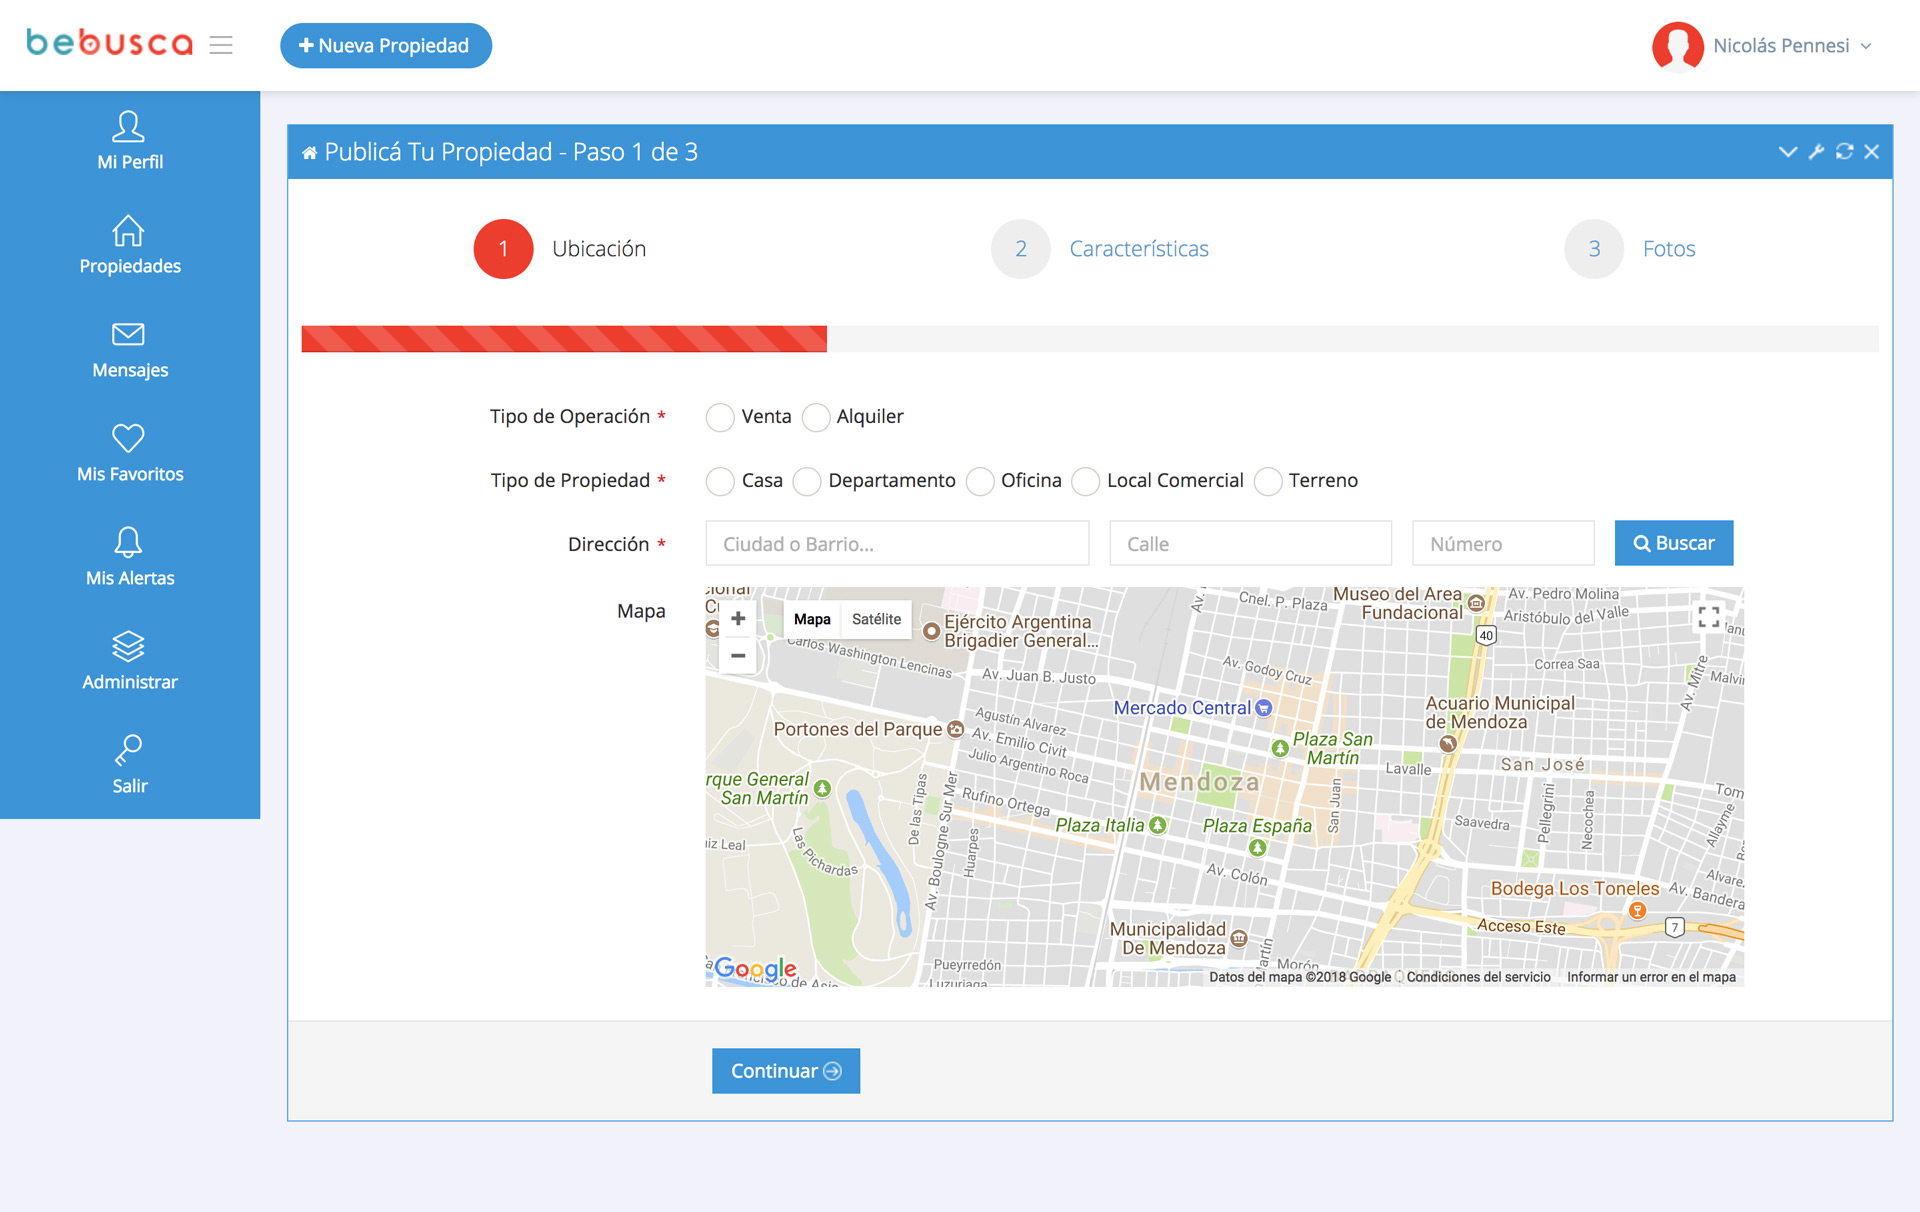 bebusca
Nueva Propiedad
Nicolás Pennesi
Mi Perfil
Propiedades
Mensajes
Mis Favoritos
Mis Alertas
Administrar
Salir
Publicá Tu Propiedad - Paso 1 de 3
1 Ubicación
2 Características
3 Fotos
Tipo de Operación * Venta Alquiler
Tipo de Propiedad * Casa Departamento Oficina Local Comercial Terreno
Dirección * Ciudad o Barrio... Calle Número Buscar
Mapa
+
−
Mapa Satélite
Ejército Argentina
Brigadier General...
Cnel. P. Plaza
Museo del Area
Fundacional
Av. Pedro Molina
Aristóbulo del Valle
40
Carlos Washington Lencinas
Av. Juan B. Justo
Av. Godoy Cruz
Correa Saa
Av. Mitre
Mercado Central
Acuario Municipal
de Mendoza
Portones del Parque
Agustín Alvarez
Av. Emilio Civit
Julio Argentino Roca
Plaza San
Martín
Lavalle
San José
Mendoza
rque General
San Martín
De las Tipas
Av. Boulogne Sur Mer
Rufino Ortega
Huarpes
San Juan
Plaza Italia
Plaza España
Saavedra
Pellegrini
Necochea
Allayme
Tom
iz Leal
Las Pichardas
Av. Colón
Bodega Los Toneles
Alvare
Av. Bandera
Municipalidad
De Mendoza
Acceso Este
7
Pueyrredón
Morón
Luzuriaga
Google
Datos del mapa ©2018 Google
Condiciones del servicio
Informar un error en el mapa
Continuar